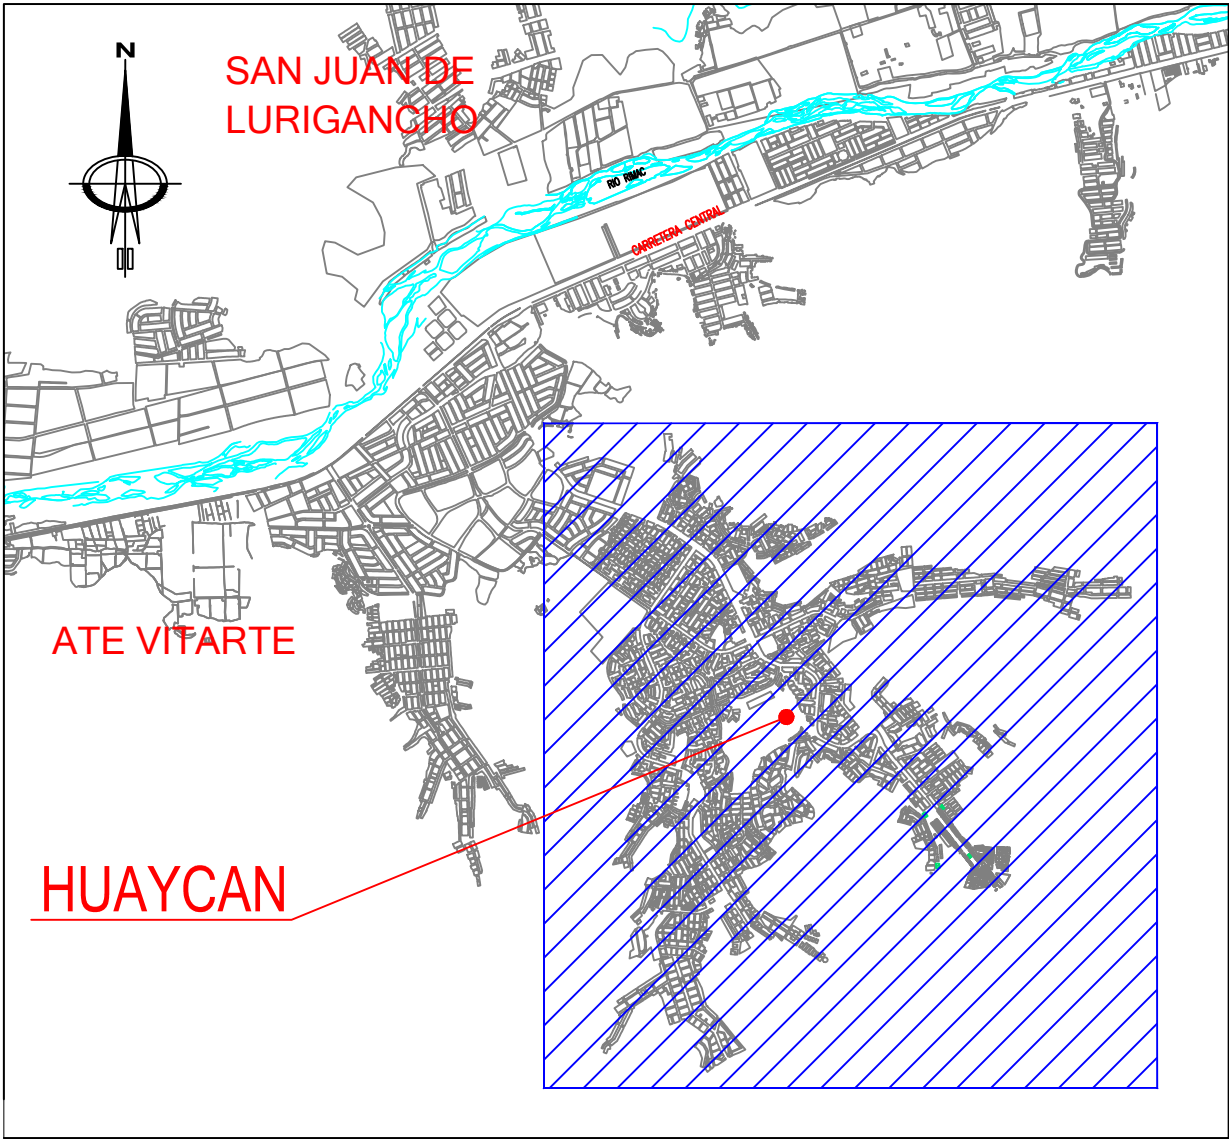 N
SAN JUAN DE
LURIGANCHO
RIO RIMAC
CARRETERA CENTRAL
ATE VITARTE
HUAYCAN